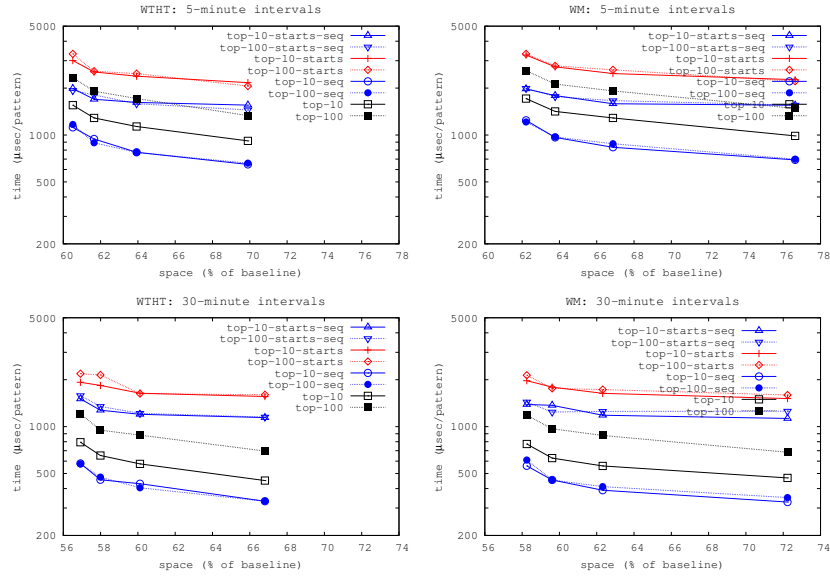 WTHT: 5-minute intervals
5000
2000
1000
500
200
time (µsec/pattern)
top-10-starts-seq
top-100-starts-seq
top-10-starts
top-100-starts
top-10-seq
top-100-seq
top-10
top-100
60 62 64 66 68 70 72 74 76 78
space (% of baseline)
WM: 5-minute intervals
5000
2000
1000
500
200
time (µsec/pattern)
top-10-starts-seq
top-100-starts-seq
top-10-starts
top-100-starts
top-10-seq
top-100-seq
top-10
top-100
60 62 64 66 68 70 72 74 76 78
space (% of baseline)
WTHT: 30-minute intervals
5000
2000
1000
500
200
time (µsec/pattern)
top-10-starts-seq
top-100-starts-seq
top-10-starts
top-100-starts
top-10-seq
top-100-seq
top-10
top-100
56 58 60 62 64 66 68 70 72 74
space (% of baseline)
WM: 30-minute intervals
5000
2000
1000
500
200
time (µsec/pattern)
top-10-starts-seq
top-100-starts-seq
top-10-starts
top-100-starts
top-10-seq
top-100-seq
top-10
top-100
56 58 60 62 64 66 68 70 72 74
space (% of baseline)